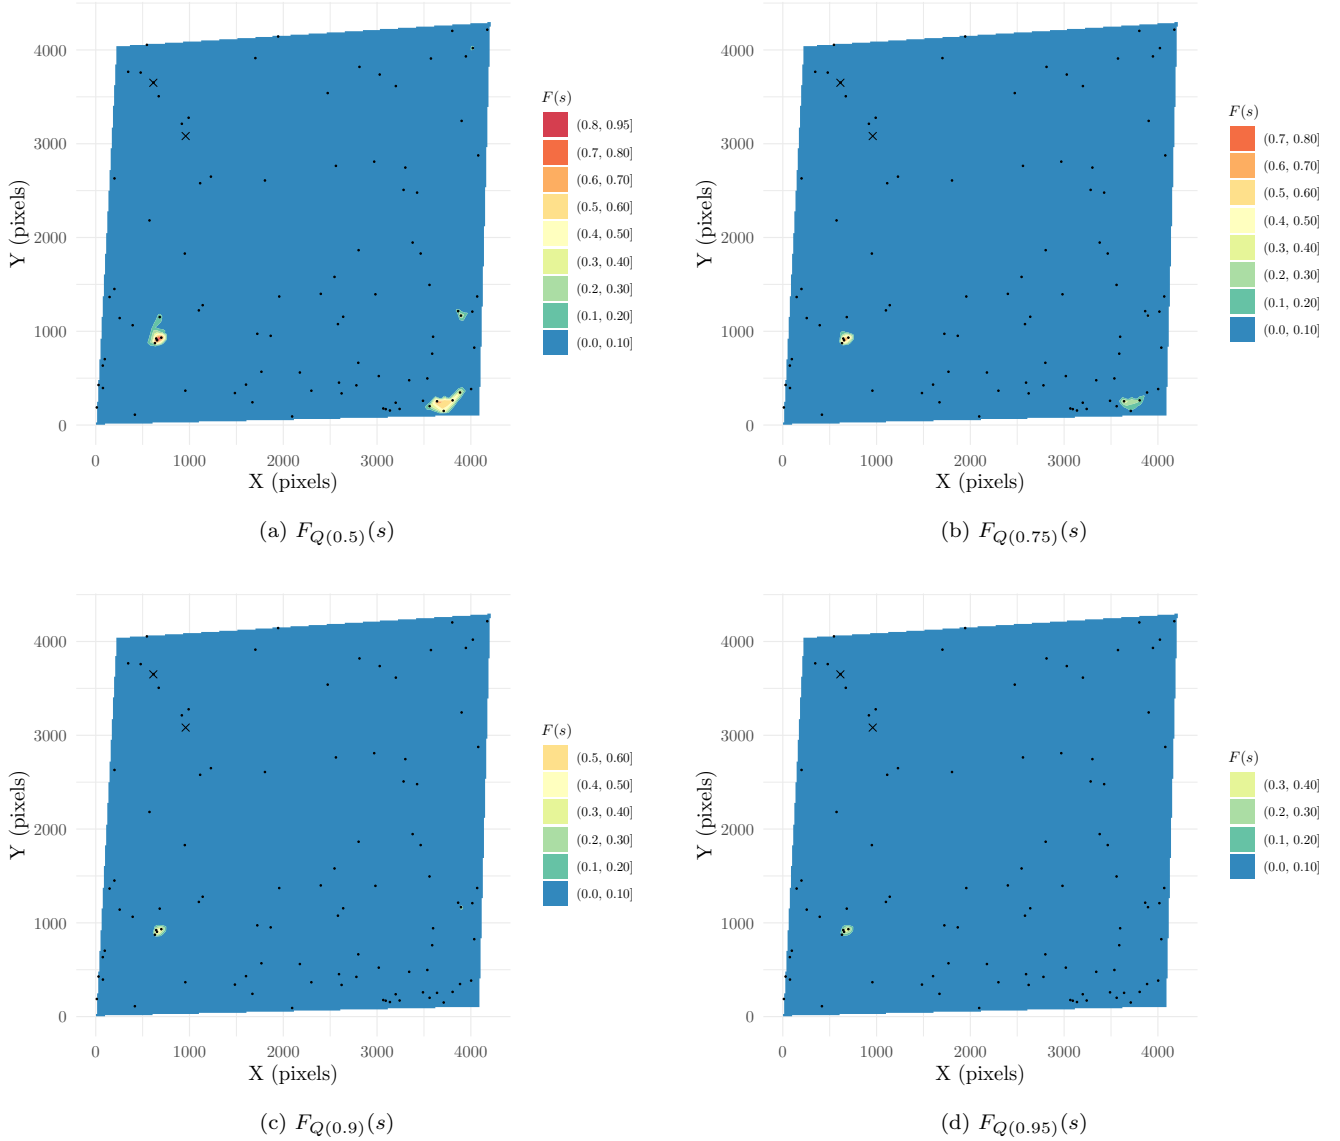 4000
3000
2000
1000
0
Y (pixels)
0 1000 2000 3000 4000
X (pixels)
F(s)
(0.8, 0.95]
(0.7, 0.80]
(0.6, 0.70]
(0.5, 0.60]
(0.4, 0.50]
(0.3, 0.40]
(0.2, 0.30]
(0.1, 0.20]
(0.0, 0.10]
(a) F_{Q(0.5)}(s)
4000
3000
2000
1000
0
Y (pixels)
0 1000 2000 3000 4000
X (pixels)
F(s)
(0.7, 0.80]
(0.6, 0.70]
(0.5, 0.60]
(0.4, 0.50]
(0.3, 0.40]
(0.2, 0.30]
(0.1, 0.20]
(0.0, 0.10]
(b) F_{Q(0.75)}(s)
4000
3000
2000
1000
0
Y (pixels)
0 1000 2000 3000 4000
X (pixels)
F(s)
(0.5, 0.60]
(0.4, 0.50]
(0.3, 0.40]
(0.2, 0.30]
(0.1, 0.20]
(0.0, 0.10]
(c) F_{Q(0.9)}(s)
4000
3000
2000
1000
0
Y (pixels)
0 1000 2000 3000 4000
X (pixels)
F(s)
(0.3, 0.40]
(0.2, 0.30]
(0.1, 0.20]
(0.0, 0.10]
(d) F_{Q(0.95)}(s)